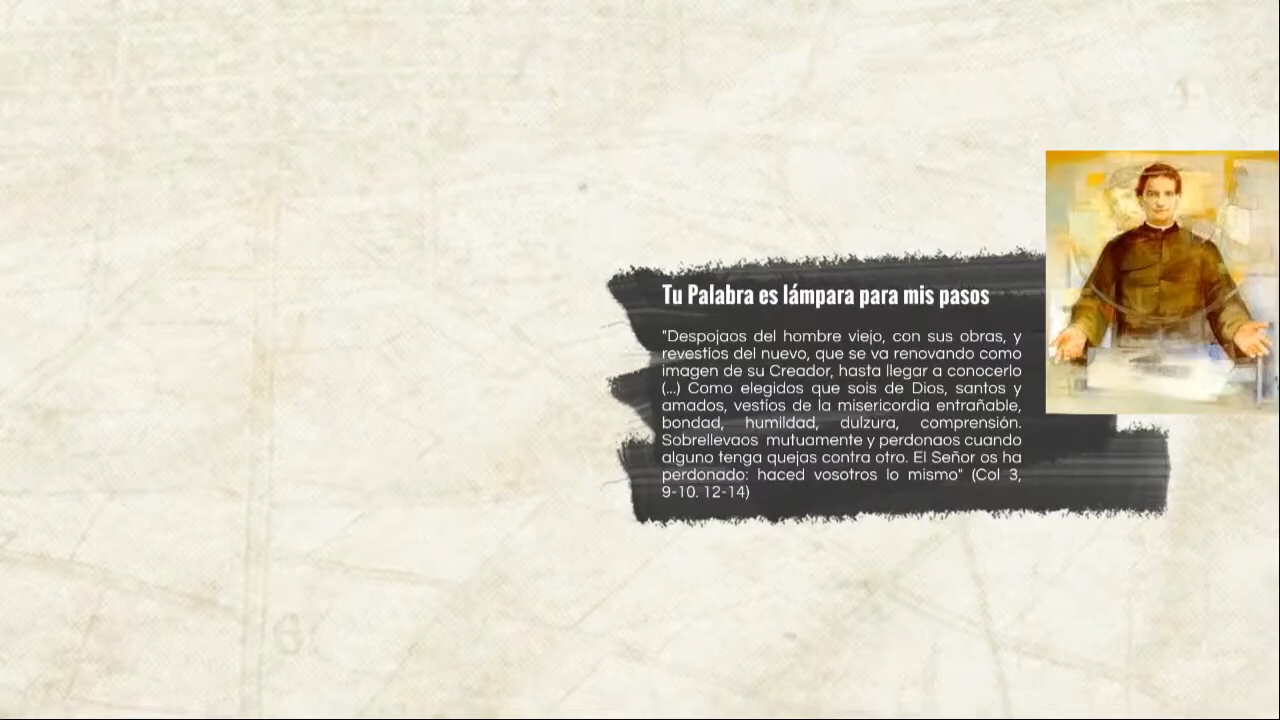 Tu Palabra es lámpara para mis pasos
"Despojaos del hombre viejo, con sus obras, y
revestíos del nuevo, que se va renovando como
imagen de su Creador, hasta llegar a conocerlo
(...) Como elegidos que sois de Dios, santos y
amados, vestíos de la misericordia entrañable,
bondad, humildad, dulzura, comprensión.
Sobrellevaos mutuamente y perdonaos cuando
alguno tenga quejas contra otro. El Señor os ha
perdonado: haced vosotros lo mismo" (Col 3,
9-10. 12-14)